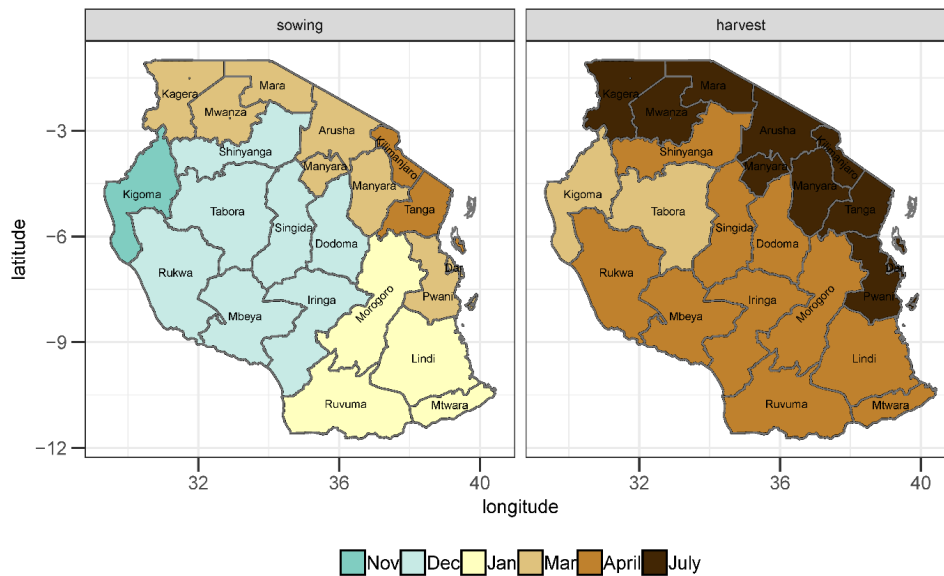 sowing
harvest
Kagera
Mara
Mwanza
Arusha
Shinyanga
Kilimanjaro
Manyara
Manyara
Kigoma
Tabora
Tanga
Singida
Dodoma
Rukwa
Dar
Iringa
Pwani
Morogoro
Mbeya
Lindi
Ruvuma
Mtwara
Kagera
Mara
Mwanza
Arusha
Shinyanga
Kilimanjaro
Manyara
Manyara
Kigoma
Tabora
Tanga
Singida
Dodoma
Rukwa
Dar
Iringa
Pwani
Morogoro
Mbeya
Lindi
Ruvuma
Mtwara
−3
−6
−9
−12
latitude
32 36 40 32 36 40
longitude
Nov Dec Jan Mar April July